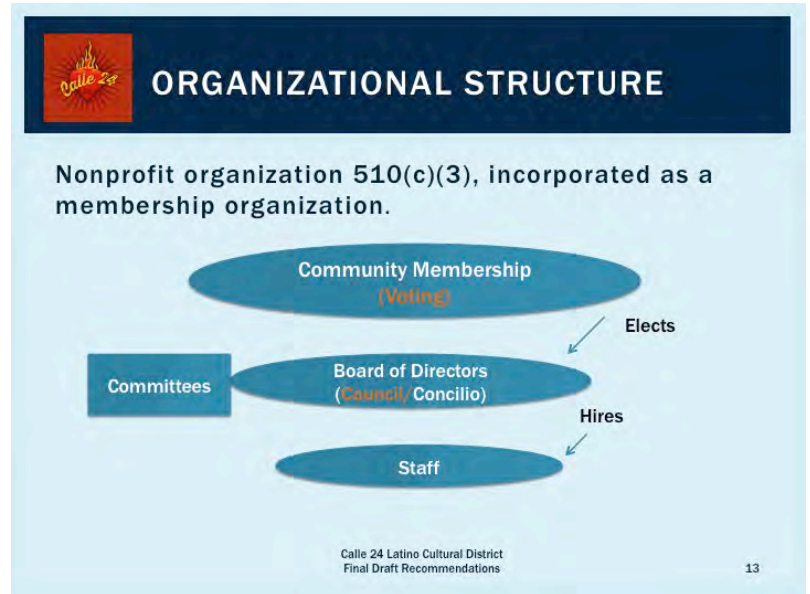 Calle 24
ORGANIZATIONAL STRUCTURE
Nonprofit organization 510(c)(3), incorporated as a
membership organization.
Community Membership
(Voting)
Elects
Board of Directors
(Council/Concilio)
Committees
Hires
Staff
Calle 24 Latino Cultural District
Final Draft Recommendations
13